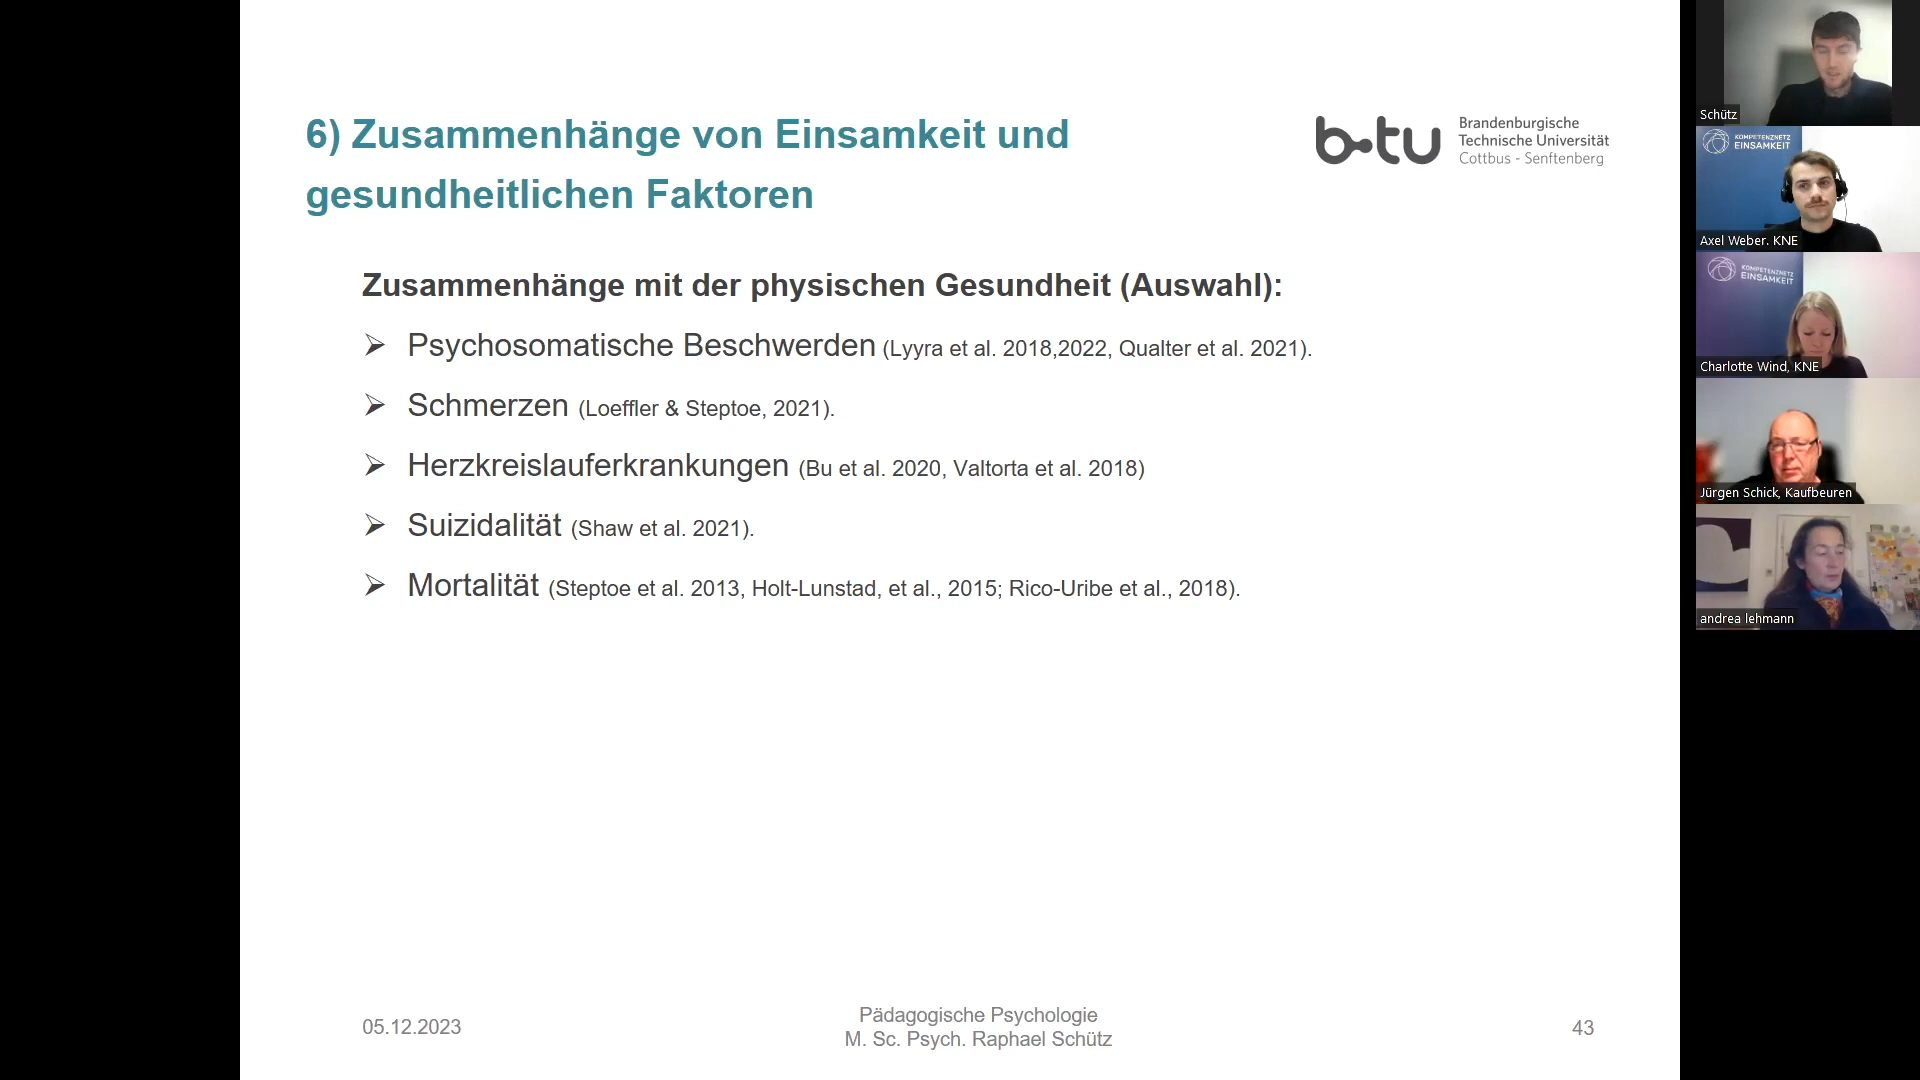 6) Zusammenhänge von Einsamkeit und
gesundheitlichen Faktoren
b-tu
Brandenburgische
Technische Universität
Cottbus - Senftenberg
Zusammenhänge mit der physischen Gesundheit (Auswahl):
➢ Psychosomatische Beschwerden (Lyyra et al. 2018,2022, Qualter et al. 2021).
➢ Schmerzen (Loeffler & Steptoe, 2021).
➢ Herzkreislauferkrankungen (Bu et al. 2020, Valtorta et al. 2018)
➢ Suizidalität (Shaw et al. 2021).
➢ Mortalität (Steptoe et al. 2013, Holt-Lunstad, et al., 2015; Rico-Uribe et al., 2018).
05.12.2023
Pädagogische Psychologie
M. Sc. Psych. Raphael Schütz
43
Schütz
KOMPETENZNETZ
EINSAMKEIT
Axel Weber. KNE
KOMPETENZNETZ
EINSAMKEIT
Charlotte Wind, KNE
Jürgen Schick, Kaufbeuren
andrea lehmann